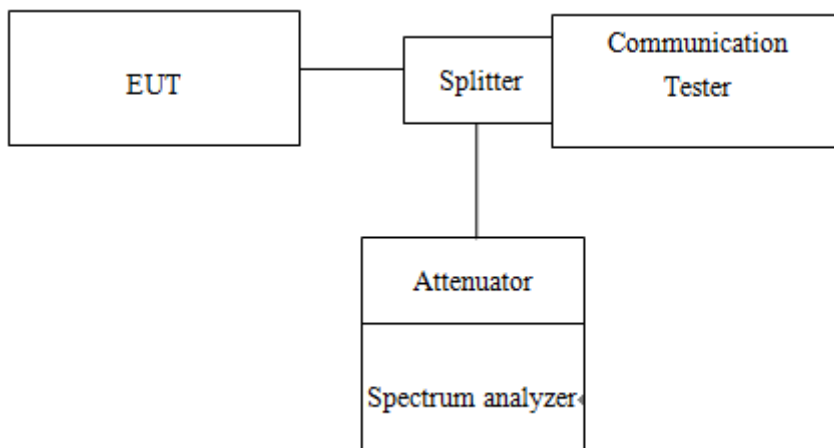 EUT
Splitter
Communication
Tester
Attenuator
Spectrum analyzer